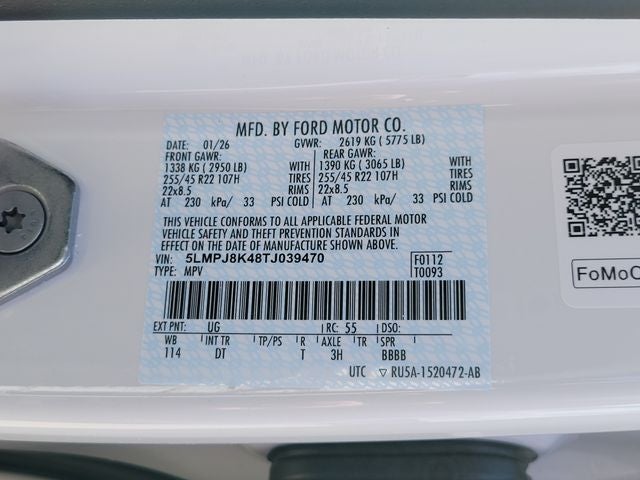 MFD. BY FORD MOTOR CO.
DATE: 01/26 GVWR: 2619 KG ( 5775 LB)
FRONT GAWR: REAR GAWR:
1338 KG ( 2950 LB) WITH 1390 KG ( 3065 LB) WITH
255/45 R22 107H TIRES 255/45 R22 107H TIRES
22x8.5 RIMS 22x8.5 RIMS
AT 230 kPa/ 33 PSI COLD AT 230 kPa/ 33 PSI COLD
THIS VEHICLE CONFORMS TO ALL APPLICABLE FEDERAL MOTOR
VEHICLE SAFETY AND THEFT PREVENTION STANDARDS IN
EFFECT ON THE DATE OF MANUFACTURE SHOWN ABOVE.
VIN: 5LMPJ8K48TJ039470 F0112
TYPE: MPV T0093
EXT PNT: UG RC: 55 DSO:
WB INT TR TP/PS R AXLE TR SPR
114 DT T 3H BBBB
UTC ▽ RU5A-1520472-AB
FoMoC